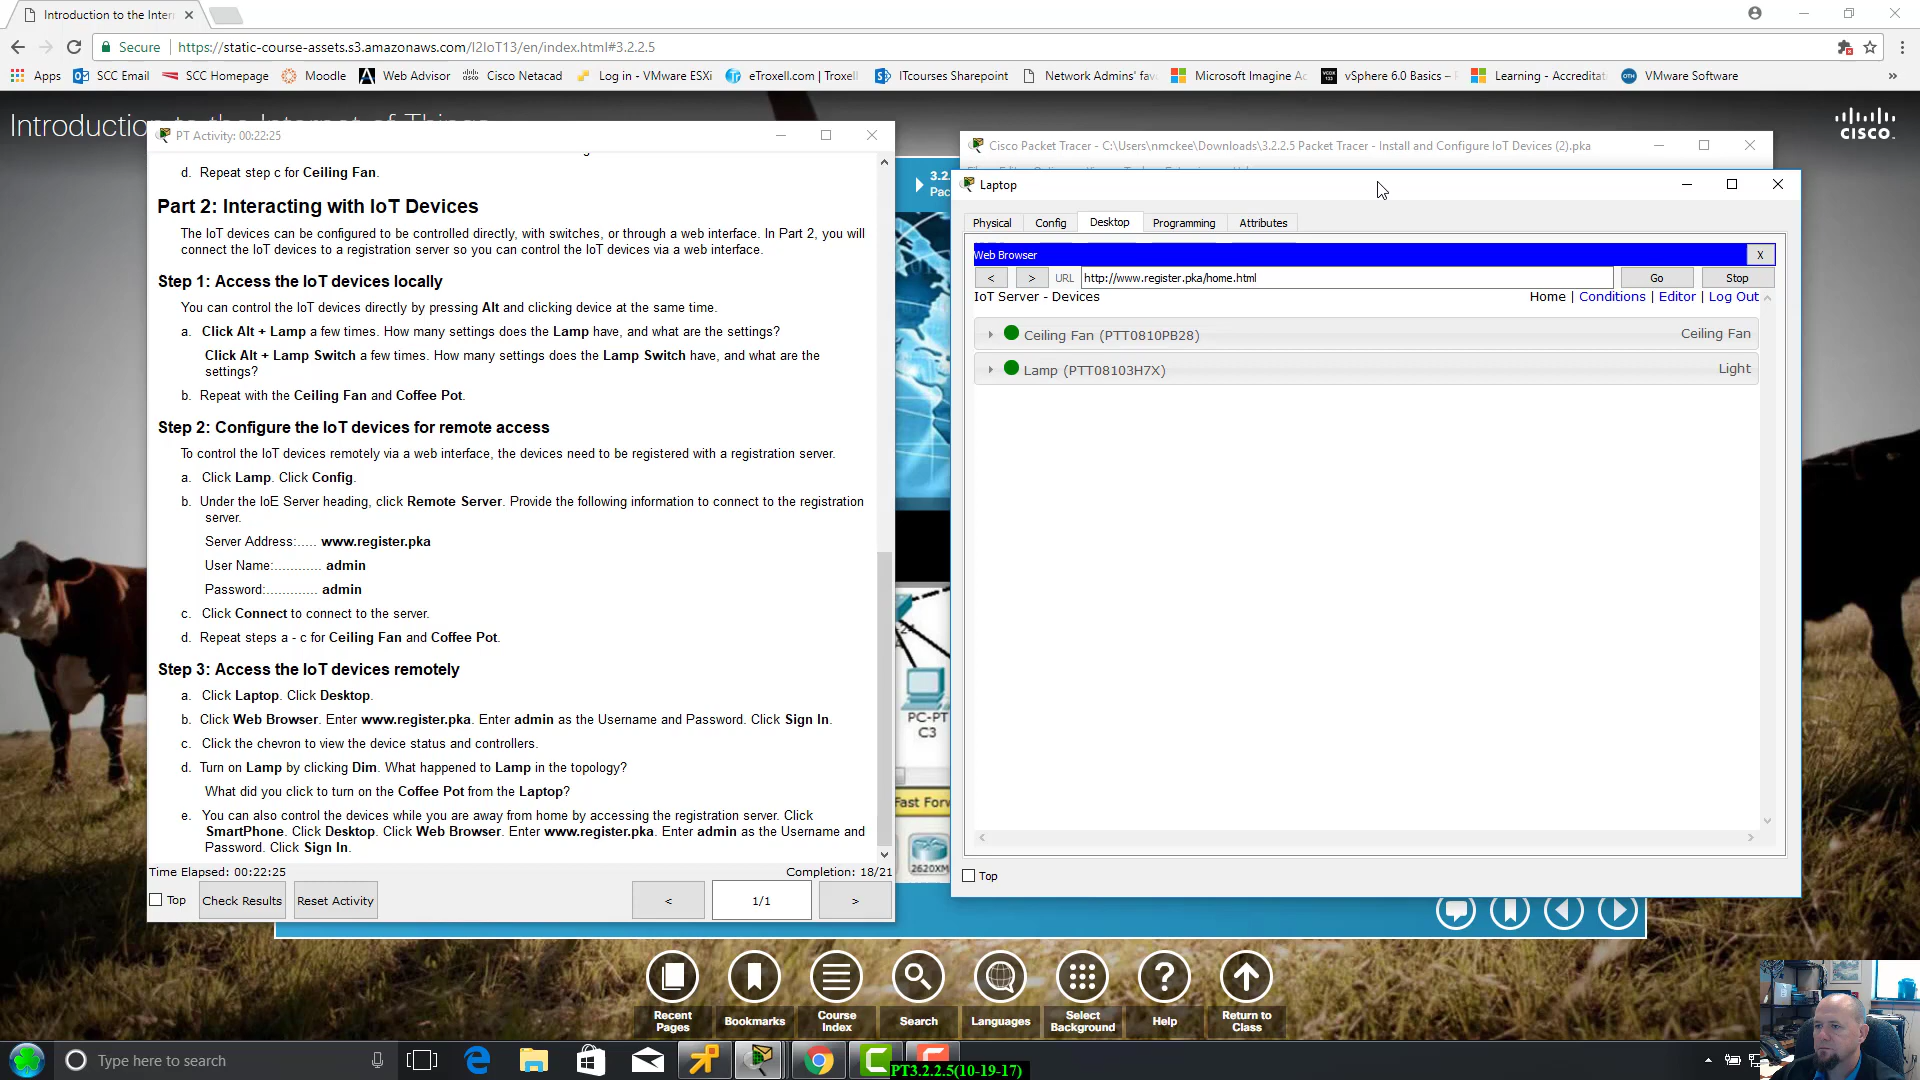 Introduction to the Inter
Secure
https://static-course-assets.s3.amazonaws.com/I2IoT13/en/index.html#3.2.2.5
Apps
SCC Email
SCC Homepage
Moodle
Web Advisor
Cisco Netacad
Log in - VMware ESXi
eTroxell.com | Troxell
ITcourses Sharepoint
Network Admins' fav
Microsoft Imagine Ac
vSphere 6.0 Basics –
Learning - Accreditat
VMware Software
CISCO
PT Activity: 00:22:25
d. Repeat step c for Ceiling Fan.
Part 2: Interacting with IoT Devices
The IoT devices can be configured to be controlled directly, with switches, or through a web interface. In Part 2, you will
connect the IoT devices to a registration server so you can control the IoT devices via a web interface.
Step 1: Access the IoT devices locally
You can control the IoT devices directly by pressing Alt and clicking device at the same time.
a. Click Alt + Lamp a few times. How many settings does the Lamp have, and what are the settings?
Click Alt + Lamp Switch a few times. How many settings does the Lamp Switch have, and what are the
settings?
b. Repeat with the Ceiling Fan and Coffee Pot.
Step 2: Configure the IoT devices for remote access
To control the IoT devices remotely via a web interface, the devices need to be registered with a registration server.
a. Click Lamp. Click Config.
b. Under the IoE Server heading, click Remote Server. Provide the following information to connect to the registration
server.
Server Address:..... www.register.pka
User Name:............ admin
Password:............. admin
c. Click Connect to connect to the server.
d. Repeat steps a - c for Ceiling Fan and Coffee Pot.
Step 3: Access the IoT devices remotely
a. Click Laptop. Click Desktop.
b. Click Web Browser. Enter www.register.pka. Enter admin as the Username and Password. Click Sign In.
c. Click the chevron to view the device status and controllers.
d. Turn on Lamp by clicking Dim. What happened to Lamp in the topology?
What did you click to turn on the Coffee Pot from the Laptop?
e. You can also control the devices while you are away from home by accessing the registration server. Click
SmartPhone. Click Desktop. Click Web Browser. Enter www.register.pka. Enter admin as the Username and
Password. Click Sign In.
Time Elapsed: 00:22:25
Completion: 18/21
Top
Check Results
Reset Activity
<
1/1
>
3.2.
Pac
PC-PT
C3
Fast Forw
2620XM
Cisco Packet Tracer - C:\Users\nmckee\Downloads\3.2.2.5 Packet Tracer - Install and Configure IoT Devices (2).pka
Laptop
Physical
Config
Desktop
Programming
Attributes
Web Browser
X
<
>
URL
http://www.register.pka/home.html
Go
Stop
IoT Server - Devices
Home | Conditions | Editor | Log Out
Ceiling Fan (PTT0810PB28)
Ceiling Fan
Lamp (PTT08103H7X)
Light
Top
Recent
Pages
Bookmarks
Course
Index
Search
Languages
Select
Background
Help
Return to
Class
Type here to search
PT3.2.2.5(10-19-17)